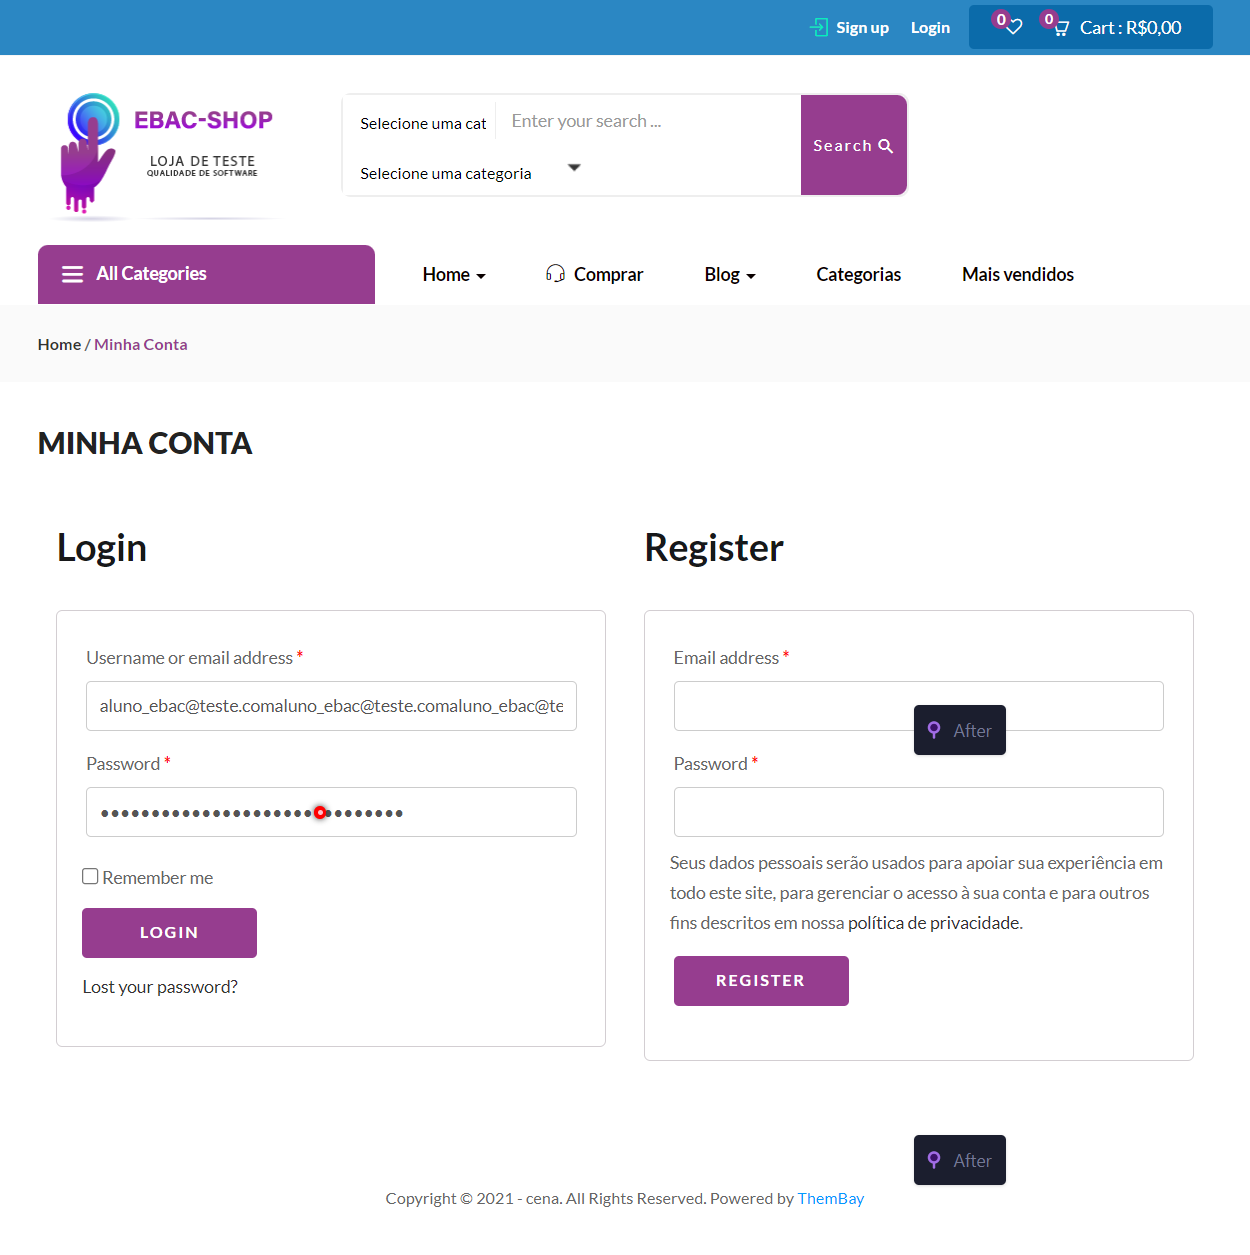 Sign up Login 0 0 Cart : R$0,00
EBAC-SHOP
LOJA DE TESTE
QUALIDADE DE SOFTWARE
Selecione uma cat Enter your search ...
Selecione uma categoria
Search
All Categories Home Comprar Blog Categorias Mais vendidos
Home / Minha Conta
MINHA CONTA
Login
Username or email address *
aluno_ebac@teste.comaluno_ebac@teste.comaluno_ebac@te
Password *
Remember me
LOGIN
Lost your password?
Register
Email address *
After
Password *
Seus dados pessoais serão usados para apoiar sua experiência em
todo este site, para gerenciar o acesso à sua conta e para outros
fins descritos em nossa política de privacidade.
REGISTER
After
Copyright © 2021 - cena. All Rights Reserved. Powered by ThemBay